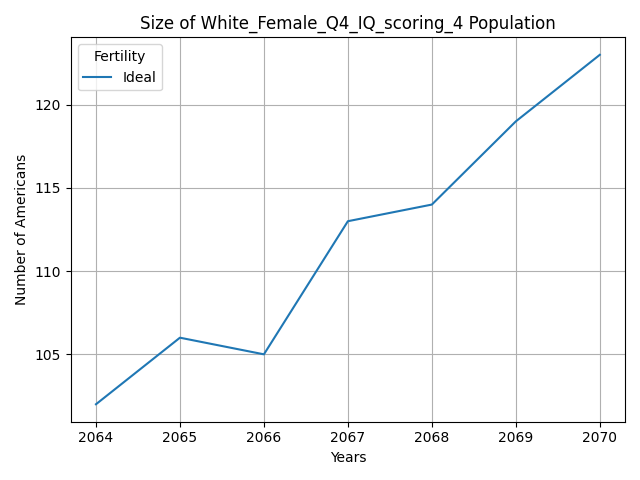 Size of White_Female_Q4_IQ_scoring_4 Population
Fertility
Ideal
Number of Americans
120
115
110
105
2064 2065 2066 2067 2068 2069 2070
Years